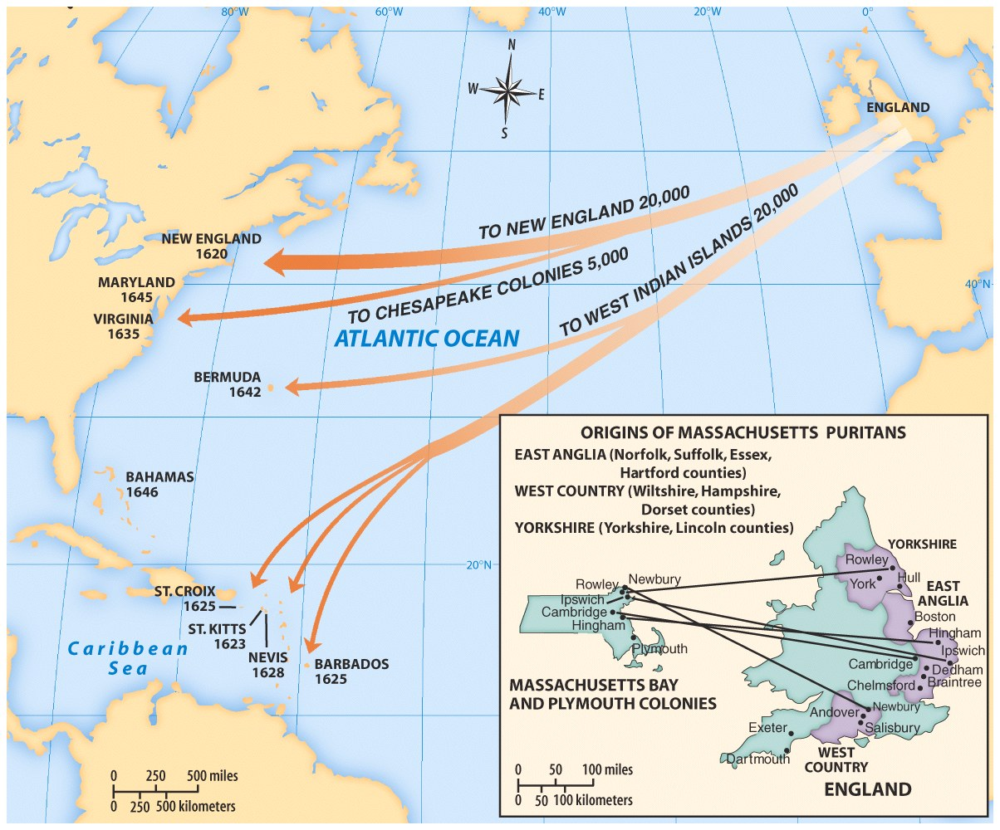 80°W
60°W
40°W
20°W
0°
N
W
E
S
ENGLAND
TO NEW ENGLAND 20,000
NEW ENGLAND
1620
TO CHESAPEAKE COLONIES 5,000
TO WEST INDIAN ISLANDS 20,000
MARYLAND
1645
VIRGINIA
1635
40°N
ATLANTIC OCEAN
BERMUDA
1642
BAHAMAS
1646
20°N
ST. CROIX
1625
ST. KITTS
1623
NEVIS
1628
BARBADOS
1625
Caribbean
Sea
0 250 500 miles
0 250 500 kilometers
ORIGINS OF MASSACHUSETTS PURITANS
EAST ANGLIA (Norfolk, Suffolk, Essex,
Hartford counties)
WEST COUNTRY (Wiltshire, Hampshire,
Dorset counties)
YORKSHIRE (Yorkshire, Lincoln counties)
YORKSHIRE
Rowley
York
Hull
EAST
ANGLIA
Boston
Hingham
Ipswich
Cambridge
Dedham
Braintree
Chelmsford
Newbury
Andover
Salisbury
Exeter
Dartmouth
WEST
COUNTRY
ENGLAND
Rowley
Newbury
Ipswich
Cambridge
Hingham
Plymouth
MASSACHUSETTS BAY
AND PLYMOUTH COLONIES
0 50 100 miles
0 50 100 kilometers